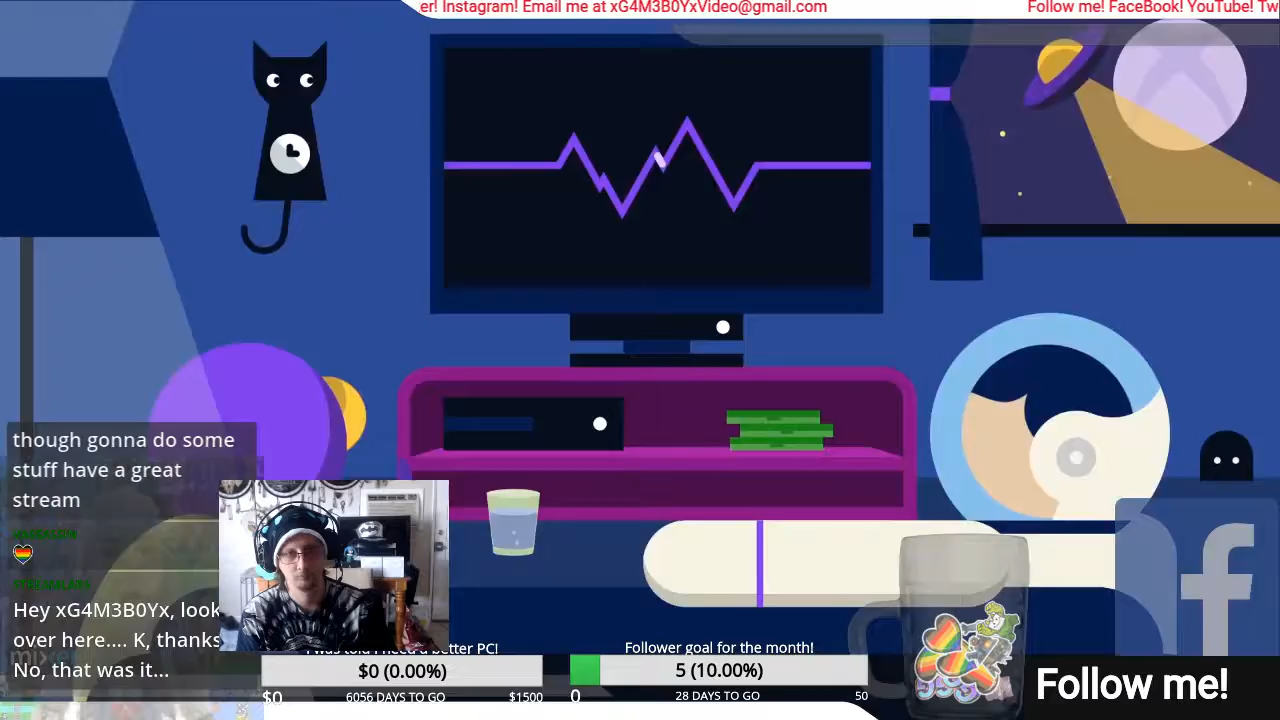 er! Instagram! Email me at xG4M3B0YxVideo@gmail.com
Follow me! FaceBook! YouTube! Tw
though gonna do some
stuff have a great
stream
Hey xG4M3B0Yx, look
over here.... K, thanks
No, that was it...
mixer
I was told I need a better PC!
$0 (0.00%)
$0
6056 DAYS TO GO
$1500
Follower goal for the month!
5 (10.00%)
0
28 DAYS TO GO
50
f
Follow me!